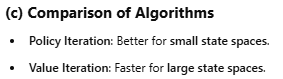 (c) Comparison of Algorithms
• Policy Iteration: Better for small state spaces.
• Value Iteration: Faster for large state spaces.